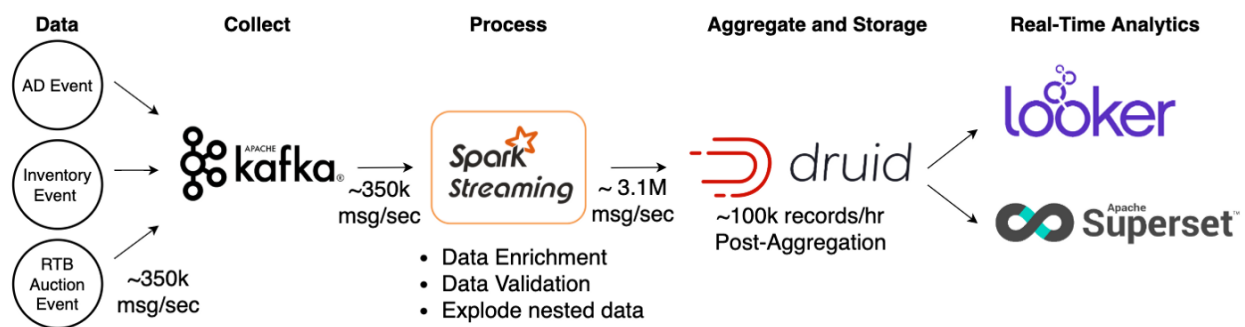 Data
Collect
Process
Aggregate and Storage
Real-Time Analytics
AD Event
Inventory
Event
RTB
Auction
Event
~350k
msg/sec
APACHE
kafka®
~350k
msg/sec
Spark
Streaming
• Data Enrichment
• Data Validation
• Explode nested data
~ 3.1M
msg/sec
druid
~100k records/hr
Post-Aggregation
looker
Apache
Superset™